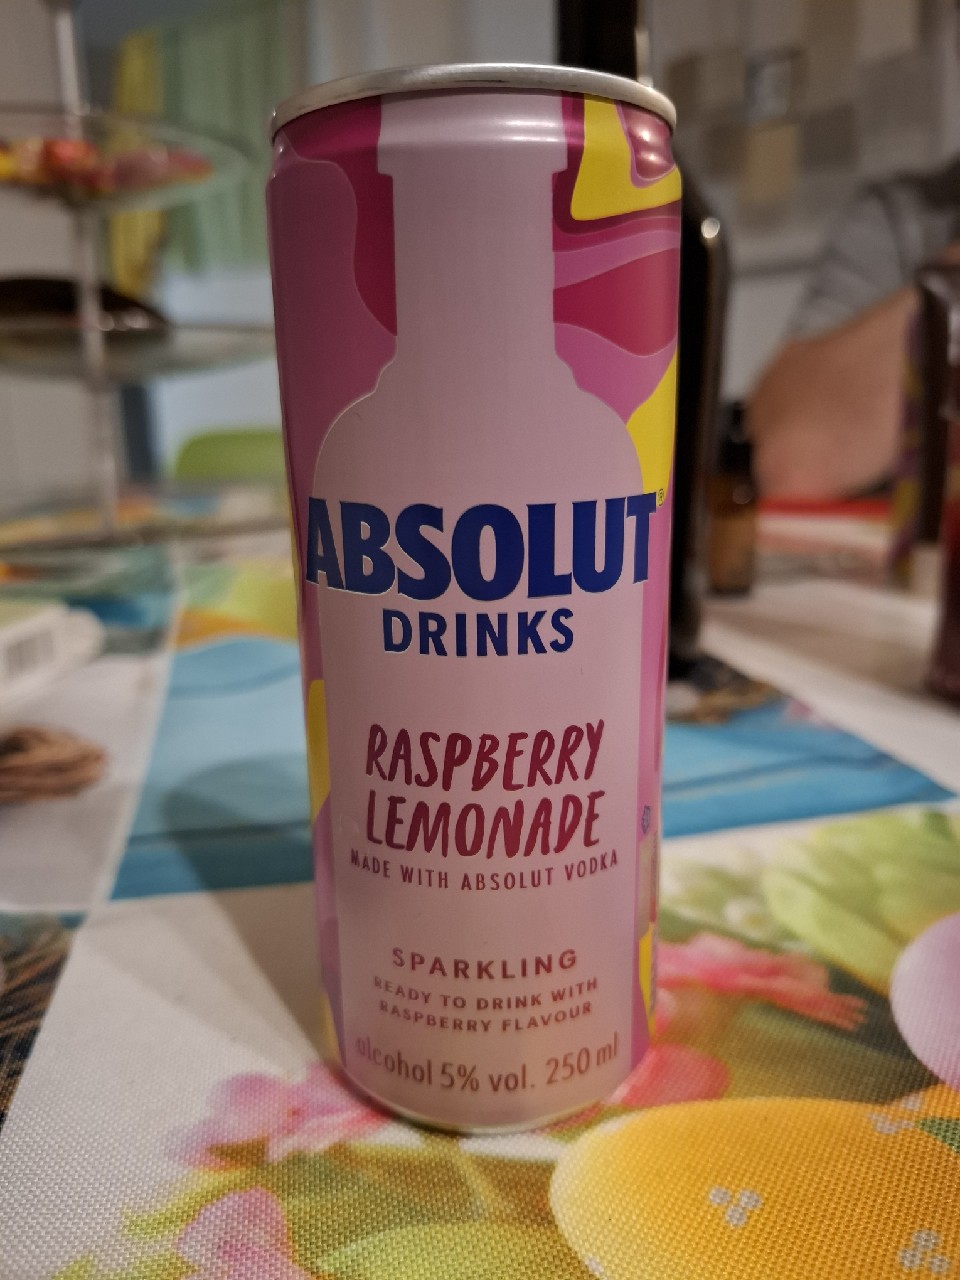 ABSOLUT®
DRINKS
RASPBERRY
LEMONADE
MADE WITH ABSOLUT VODKA
SPARKLING
READY TO DRINK WITH
RASPBERRY FLAVOUR
alcohol 5% vol. 250 ml